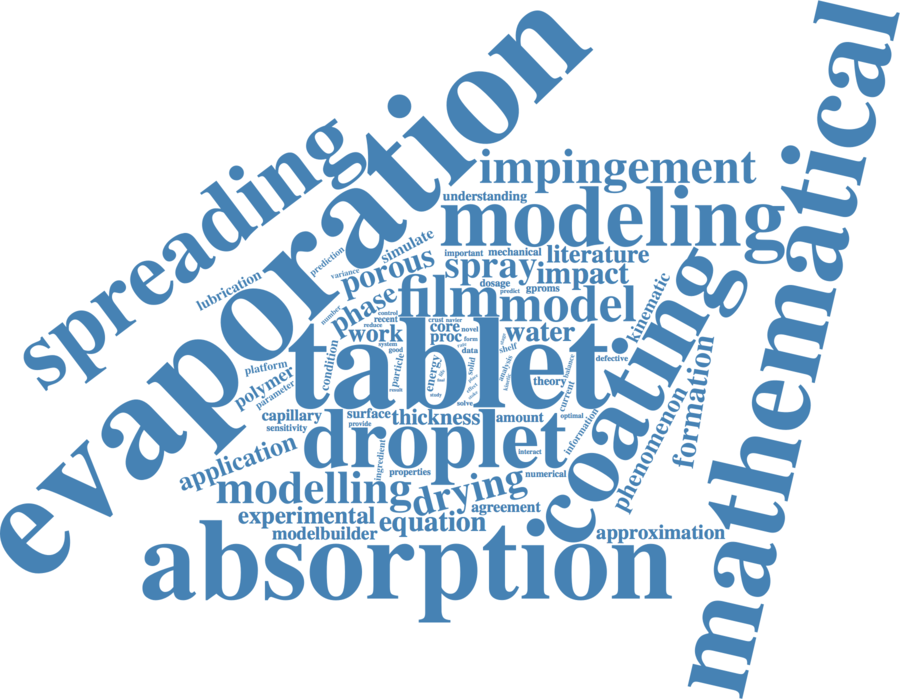 evaporation
mathematical
spreading
impingement
understanding
modeling
simulate
prediction
variance
porous
important
mechanical
literature
spray
impact
dosage
gproms
predict
lubrication
number
phase
film
model
kinematic
coating
control
recent
reduce
crust
navier
core
novel
work
proc
form
water
system
good
data
shelf
tablet
defective
condition
particle
energy
solid
analysis
theory
current
balance
platform
polymer
parameter
result
study
solve
capillary
surface
thickness
amount
optimal
sensitivity
provide
droplet
information
phenomenon
formation
interact
ingredient
application
properties
numerical
modelling
drying
agreement
experimental
equation
modelbuilder
approximation
absorption